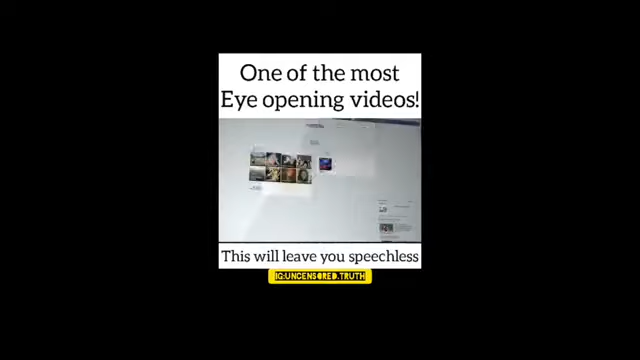 One of the most
Eye opening videos!
This will leave you speechless
IG:UNCENSORED.TRUTH